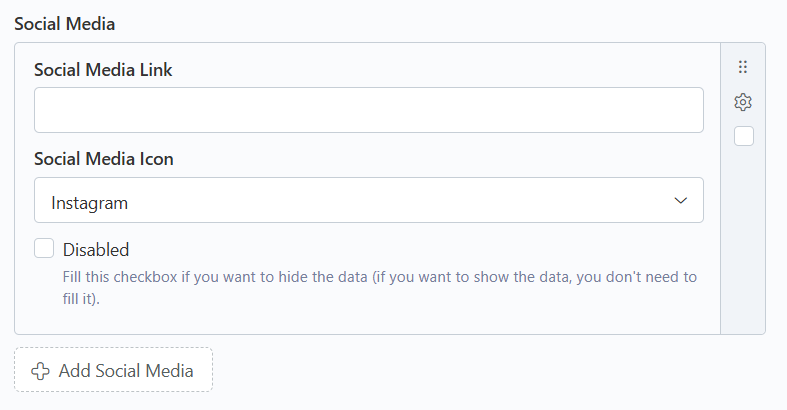 Social Media
Social Media Link
Social Media Icon
Instagram
Disabled
Fill this checkbox if you want to hide the data (if you want to show the data, you don't need to
fill it).
Add Social Media